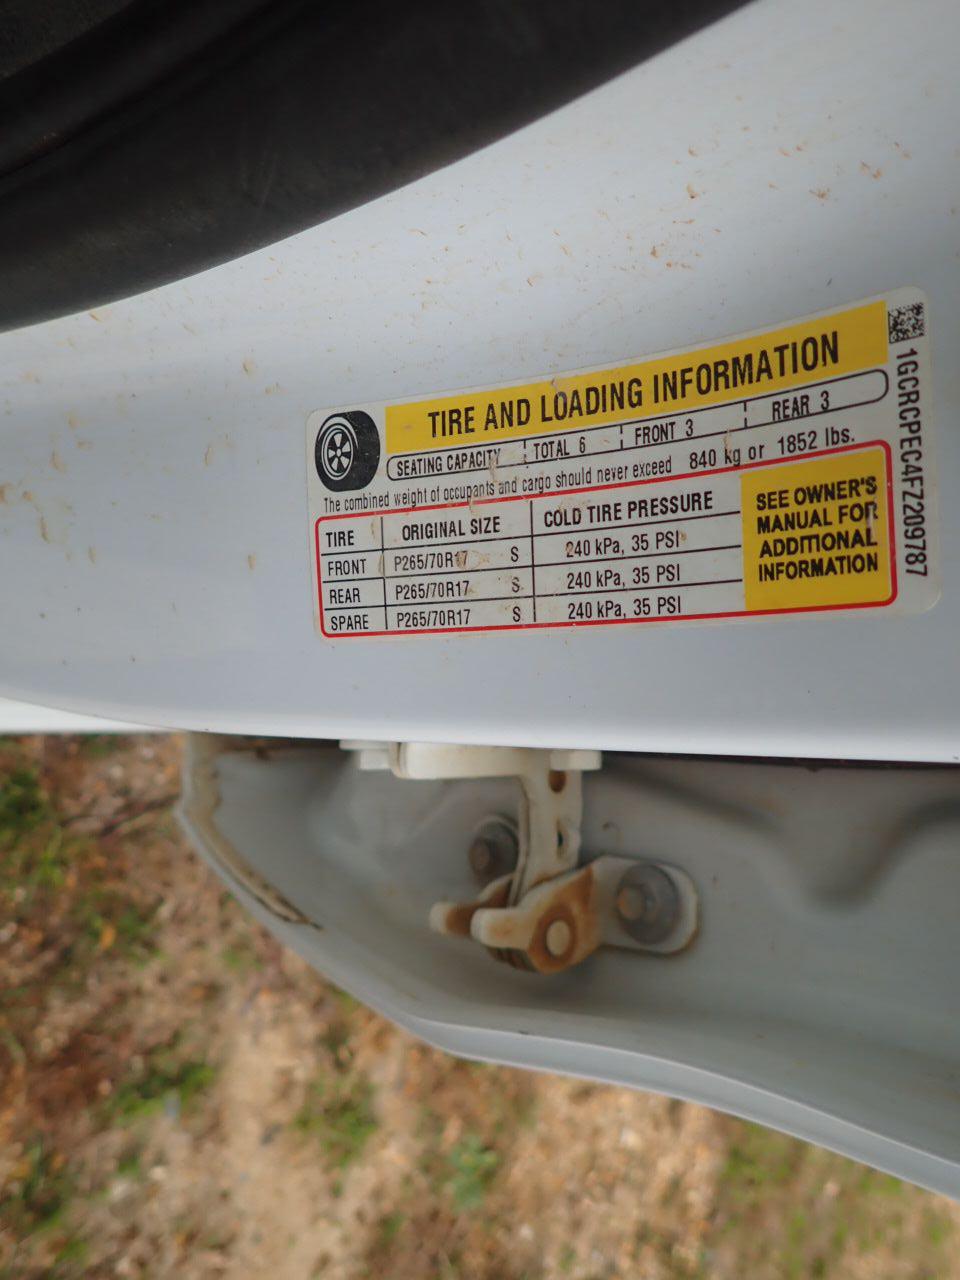 TIRE AND LOADING INFORMATION
SEATING CAPACITY TOTAL 6 FRONT 3 REAR 3
The combined weight of occupants and cargo should never exceed 840 kg or 1852 lbs.
TIRE ORIGINAL SIZE COLD TIRE PRESSURE
FRONT P265/70R17 S 240 kPa, 35 PSI
REAR P265/70R17 S 240 kPa, 35 PSI
SPARE P265/70R17 S 240 kPa, 35 PSI
SEE OWNER'S
MANUAL FOR
ADDITIONAL
INFORMATION
1GCRCPEC4FZ209787